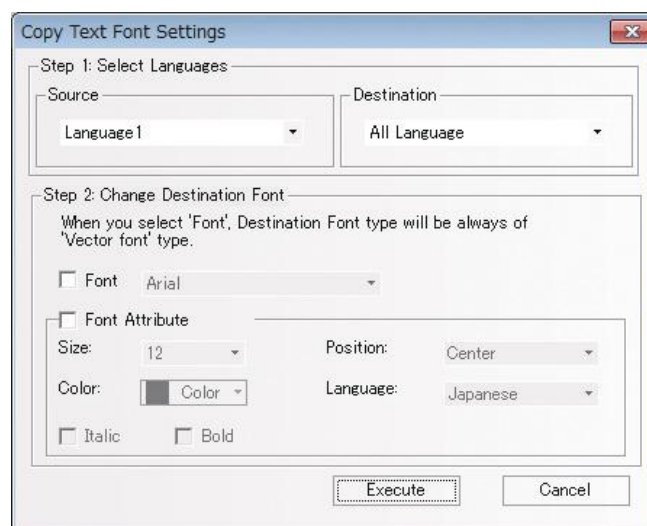 Copy Text Font Settings
Step 1: Select Languages
Source
Destination
Language1
All Language
Step 2: Change Destination Font
When you select 'Font', Destination Font type will be always of
'Vector font' type.
Font Arial
Font Attribute
Size: 12 Position: Center
Color: Color Language: Japanese
Italic Bold
Execute Cancel